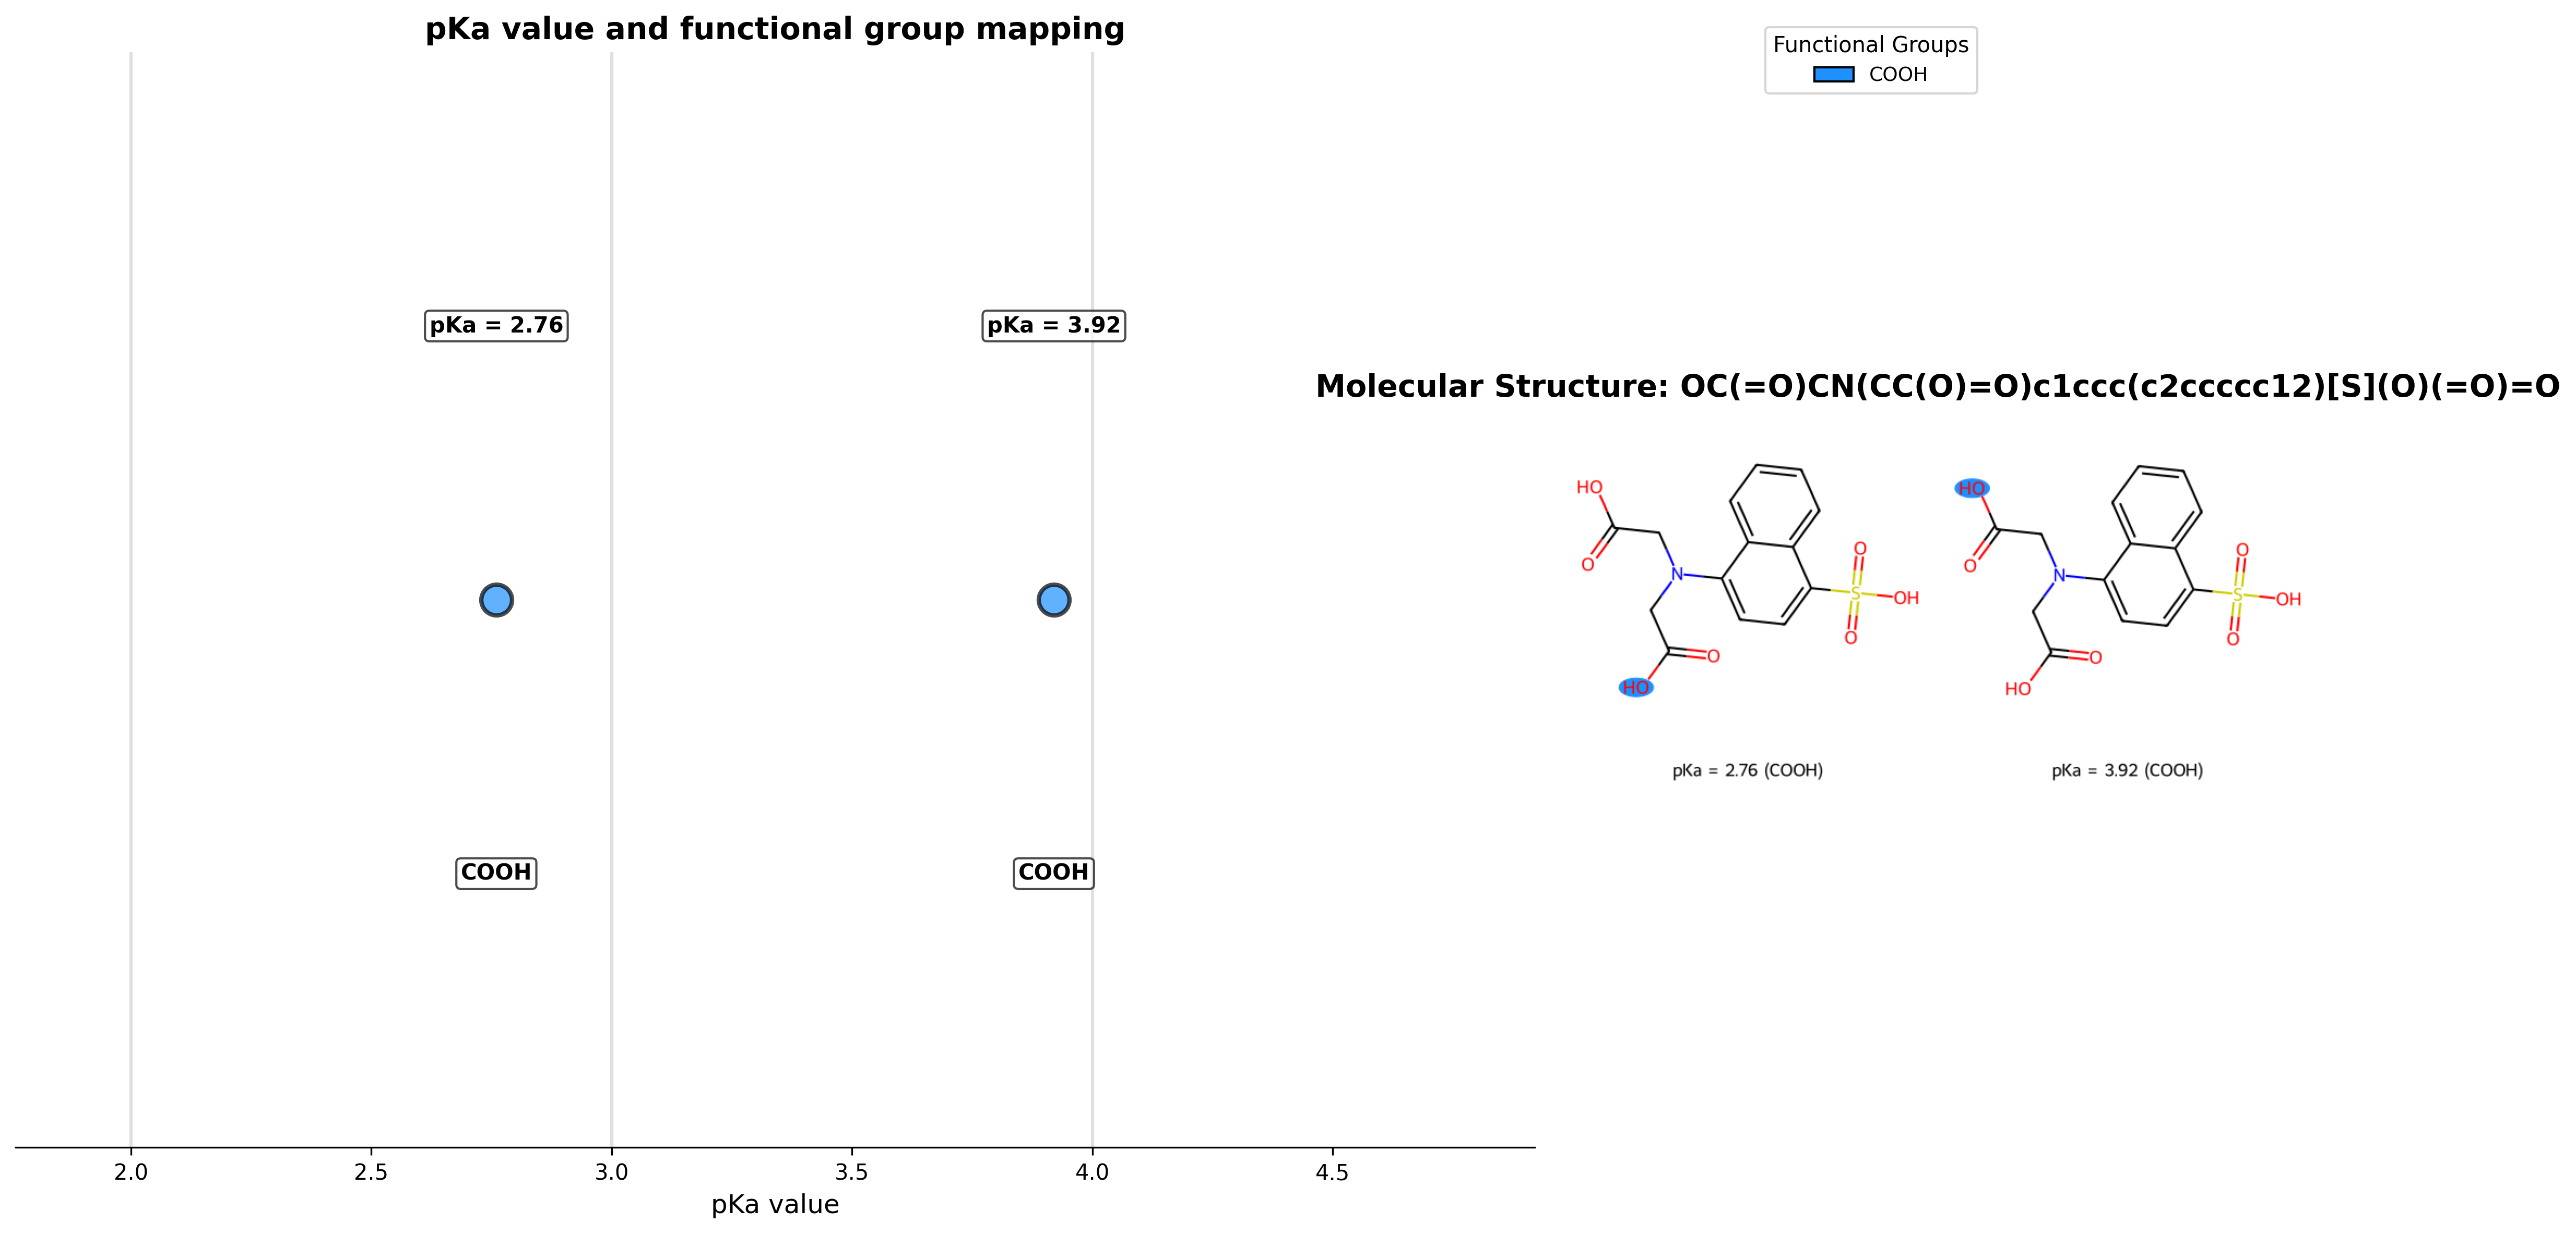 pKa value and functional group mapping
Functional Groups
COOH
pKa = 2.76
pKa = 3.92
COOH
COOH
2.0
2.5
3.0
3.5
4.0
4.5
pKa value
Molecular Structure: OC(=O)CN(CC(O)=O)c1ccc(c2ccccc12)[S](O)(=O)=O
HO
O
N
O
HO
O
S
OH
O
pKa = 2.76 (COOH)
HO
O
N
O
HO
O
S
OH
O
pKa = 3.92 (COOH)